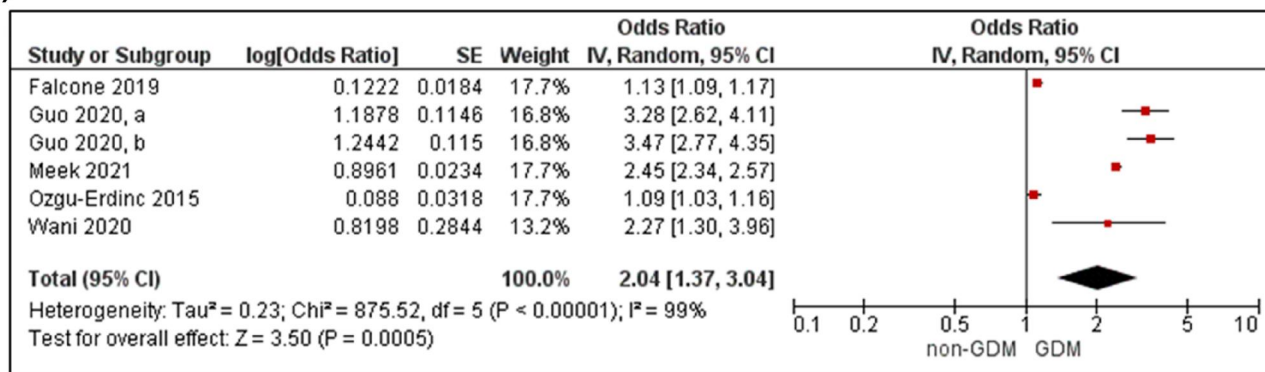 Odds Ratio Odds Ratio
Study or Subgroup log[Odds Ratio] SE Weight IV, Random, 95% CI IV, Random, 95% CI
Falcone 2019 0.1222 0.0184 17.7% 1.13 [1.09, 1.17]
Guo 2020, a 1.1878 0.1146 16.8% 3.28 [2.62, 4.11]
Guo 2020, b 1.2442 0.115 16.8% 3.47 [2.77, 4.35]
Meek 2021 0.8961 0.0234 17.7% 2.45 [2.34, 2.57]
Ozgu-Erdinc 2015 0.088 0.0318 17.7% 1.09 [1.03, 1.16]
Wani 2020 0.8198 0.2844 13.2% 2.27 [1.30, 3.96]
Total (95% CI) 100.0% 2.04 [1.37, 3.04]
Heterogeneity: Tau² = 0.23; Chi² = 875.52, df = 5 (P < 0.00001); I² = 99%
Test for overall effect: Z = 3.50 (P = 0.0005)
0.1 0.2 0.5 1 2 5 10
non-GDM GDM